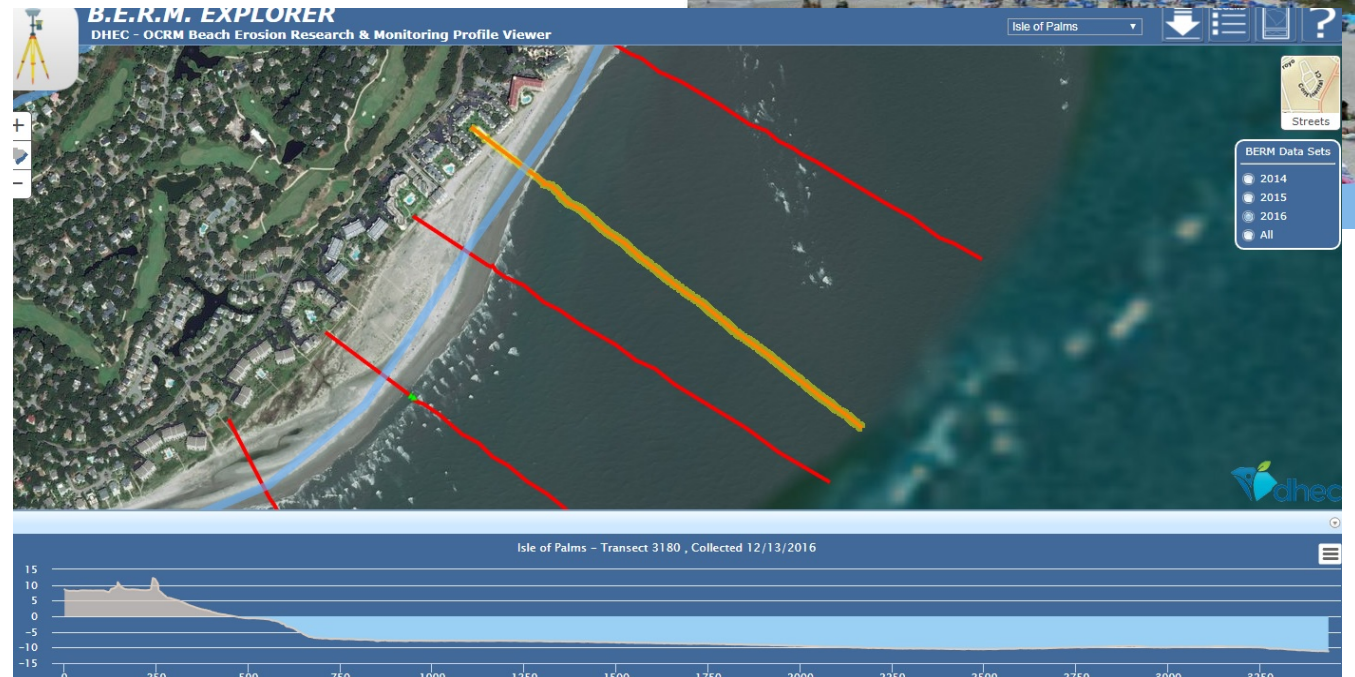 B.E.R.M. EXPLORER
DHEC - OCRM Beach Erosion Research & Monitoring Profile Viewer
Isle of Palms
?
+
–
Streets
BERM Data Sets
2014
2015
2016
All
dhec
Isle of Palms – Transect 3180 , Collected 12/13/2016
15
10
5
0
−5
−10
−15
0 250 500 750 1000 1250 1500 1750 2000 2250 2500 2750 3000 3250